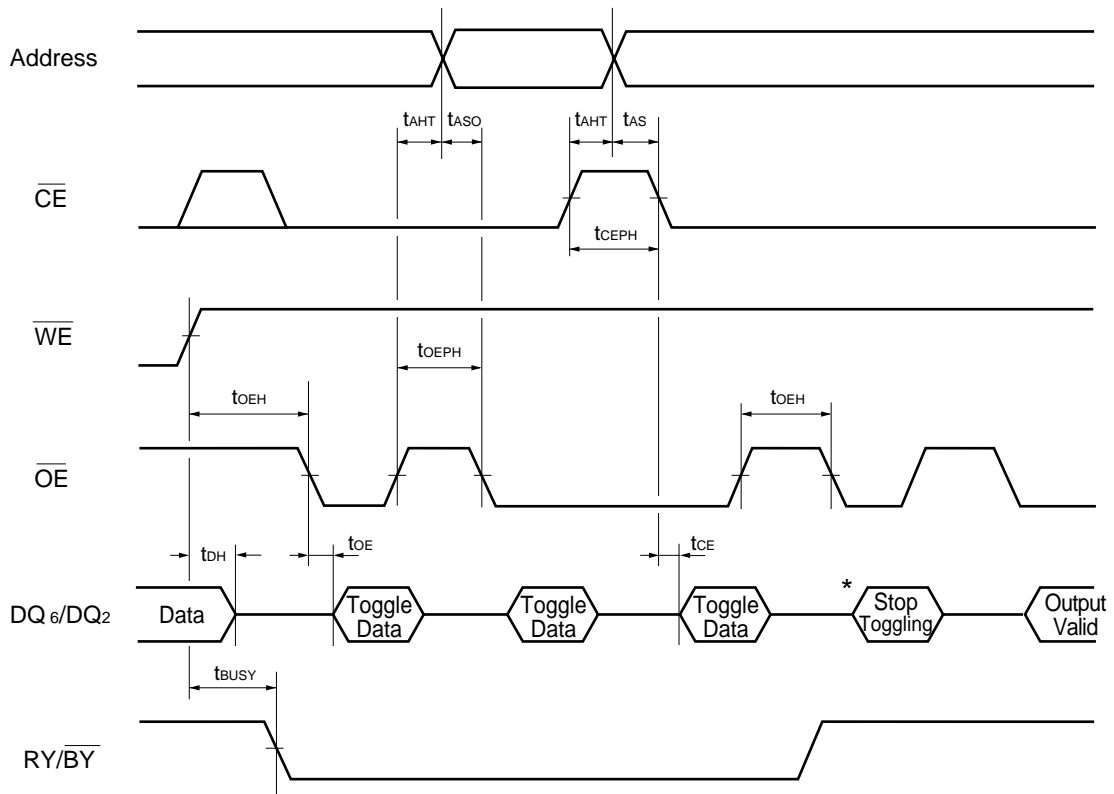 Address
tAHT tASO tAHT tAS
CE
tCEPH
WE
tOEPH
tOEH tOEH
OE
tDH tOE tCE
*
DQ6/DQ2 Data Toggle Data Toggle Data Toggle Data Stop Toggling Output Valid
tBUSY
RY/BY